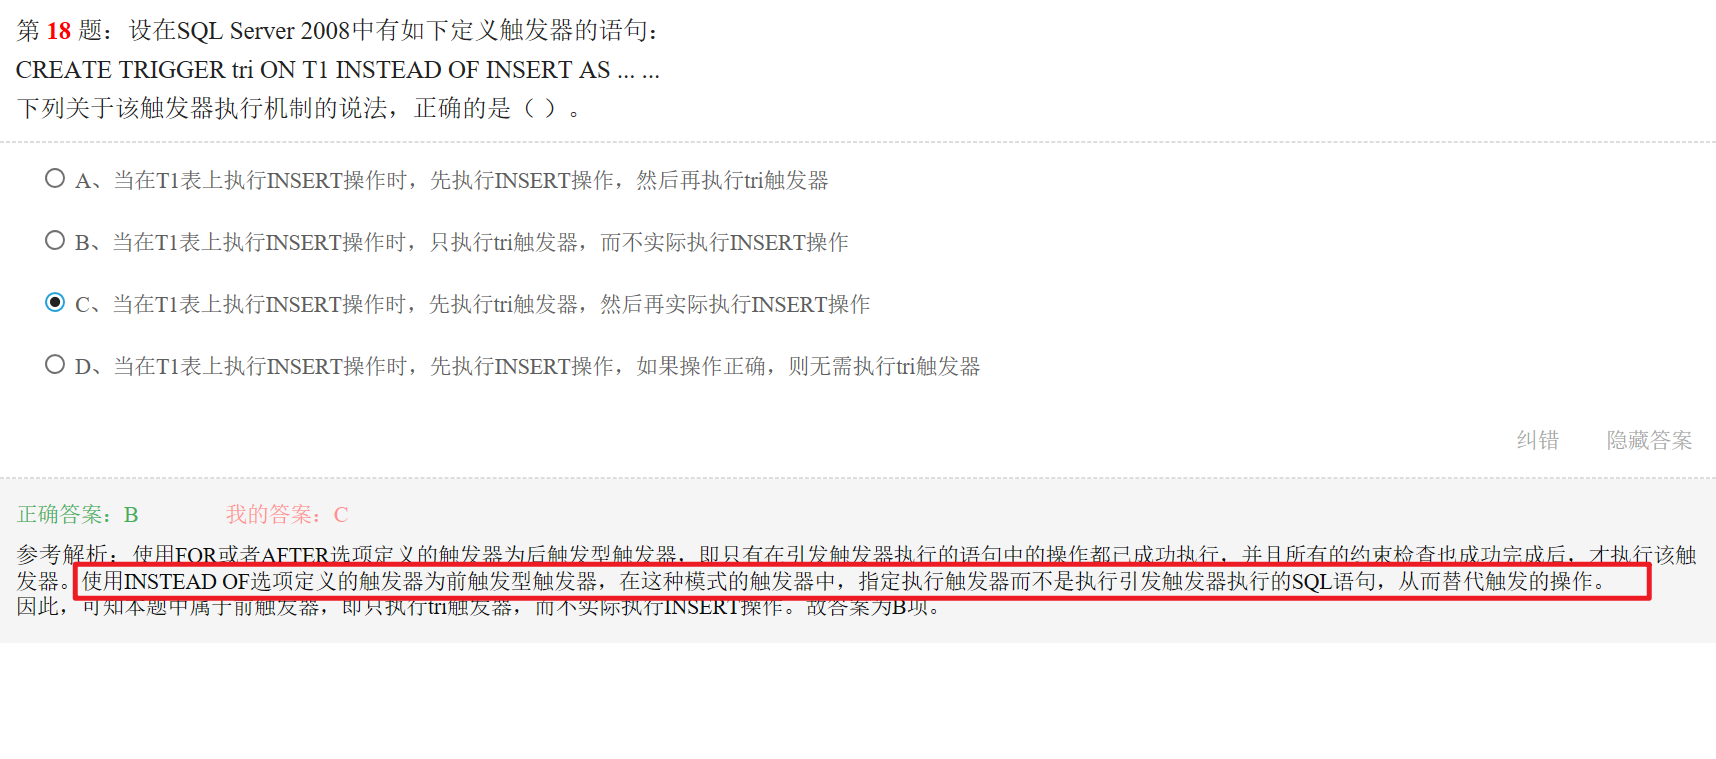 第 18 题：设在SQL Server 2008中有如下定义触发器的语句：
CREATE TRIGGER tri ON T1 INSTEAD OF INSERT AS ... ...
下列关于该触发器执行机制的说法，正确的是（ ）。
A、当在T1表上执行INSERT操作时，先执行INSERT操作，然后再执行tri触发器
B、当在T1表上执行INSERT操作时，只执行tri触发器，而不实际执行INSERT操作
C、当在T1表上执行INSERT操作时，先执行tri触发器，然后再实际执行INSERT操作
D、当在T1表上执行INSERT操作时，先执行INSERT操作，如果操作正确，则无需执行tri触发器
纠错 隐藏答案
正确答案：B 我的答案：C
参考解析：使用FOR或者AFTER选项定义的触发器为后触发型触发器，即只有在引发触发器执行的语句中的操作都已成功执行，并且所有的约束检查也成功完成后，才执行该触
发器。使用INSTEAD OF选项定义的触发器为前触发型触发器，在这种模式的触发器中，指定执行触发器而不是执行引发触发器执行的SQL语句，从而替代触发的操作。
因此，可知本题中属于前触发器，即只执行tri触发器，而不实际执行INSERT操作。故答案为B项。